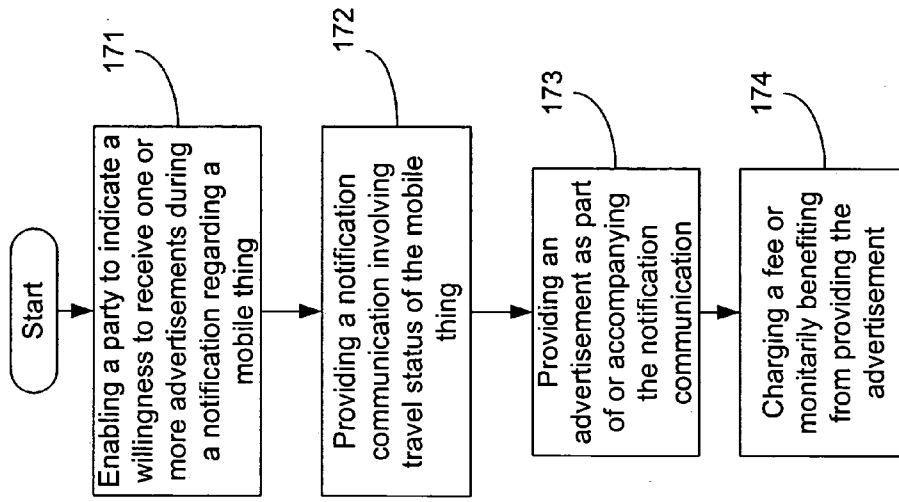 Start
Enabling a party to indicate a
willingness to receive one or
more advertisements during
a notification regarding a
mobile thing
171
Providing a notification
communication involving
travel status of the mobile
thing
172
Providing an
advertisement as part
of or accompanying
the notification
communication
173
Charging a fee or
monitarily benefiting
from providing the
advertisement
174